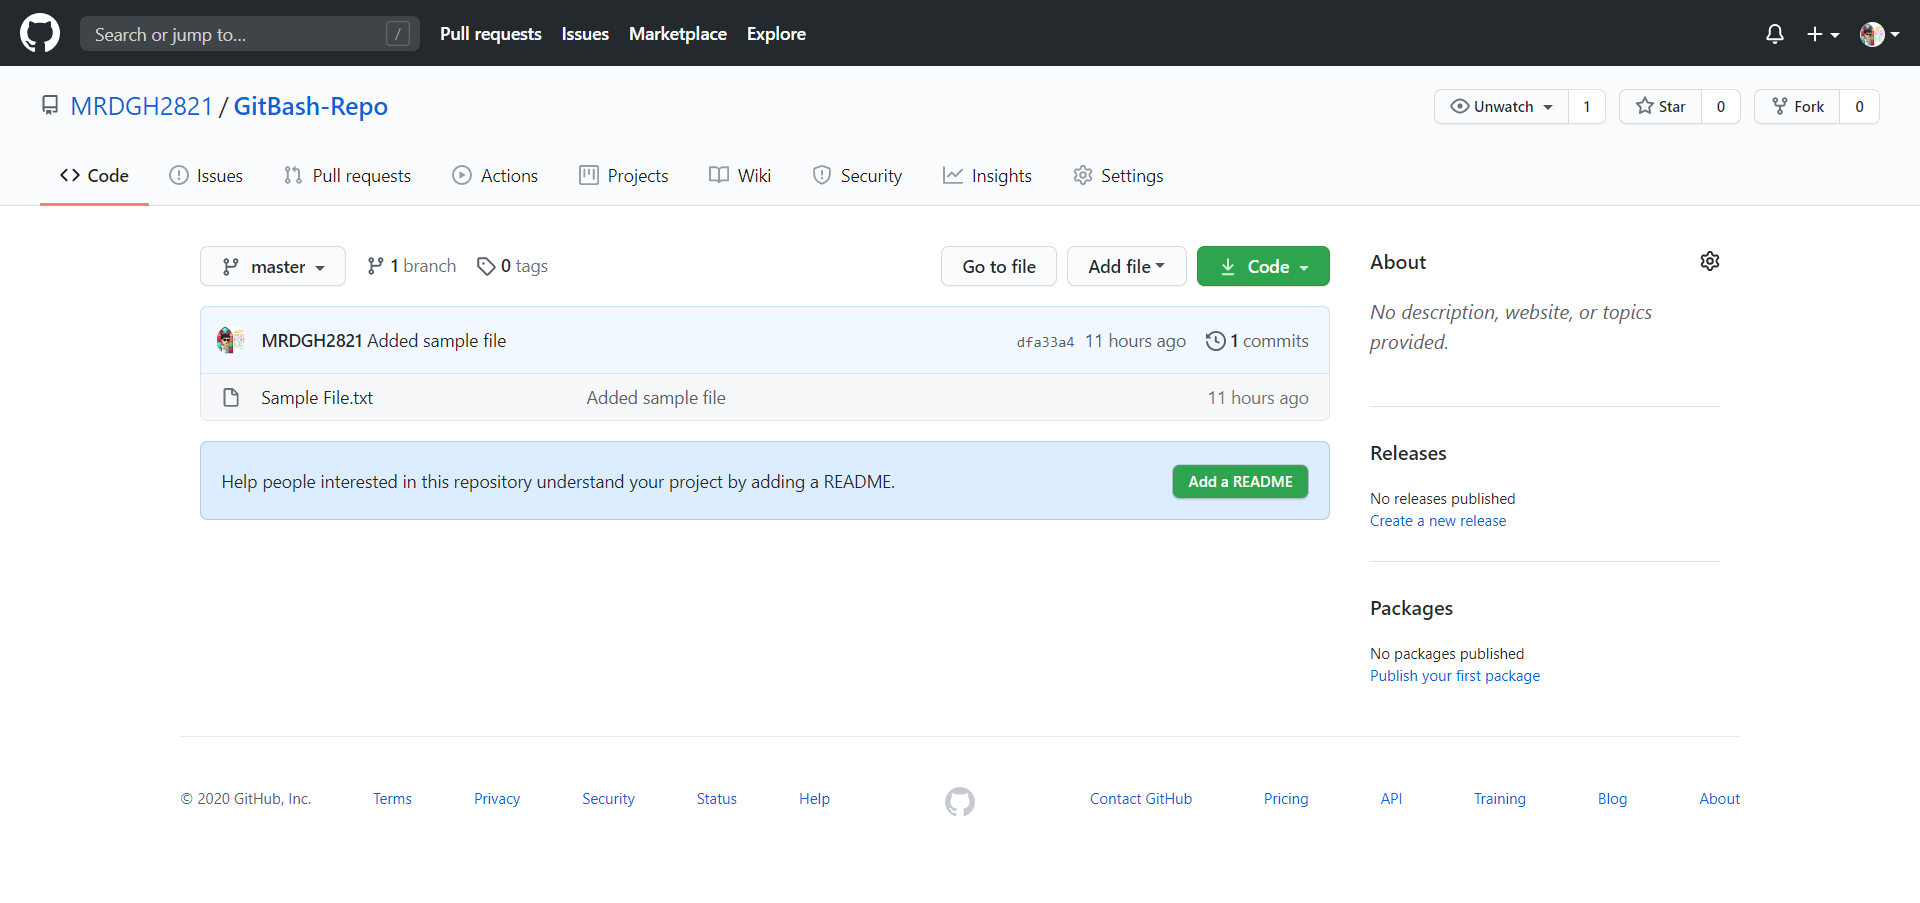 Search or jump to... /
Pull requests Issues Marketplace Explore
MRDGH2821 / GitBash-Repo
Unwatch 1 Star 0 Fork 0
Code Issues Pull requests Actions Projects Wiki Security Insights Settings
master 1 branch 0 tags
Go to file Add file Code
MRDGH2821 Added sample file dfa33a4 11 hours ago 1 commits
Sample File.txt Added sample file 11 hours ago
Help people interested in this repository understand your project by adding a README. Add a README
About
No description, website, or topics
provided.
Releases
No releases published
Create a new release
Packages
No packages published
Publish your first package
© 2020 GitHub, Inc. Terms Privacy Security Status Help Contact GitHub Pricing API Training Blog About